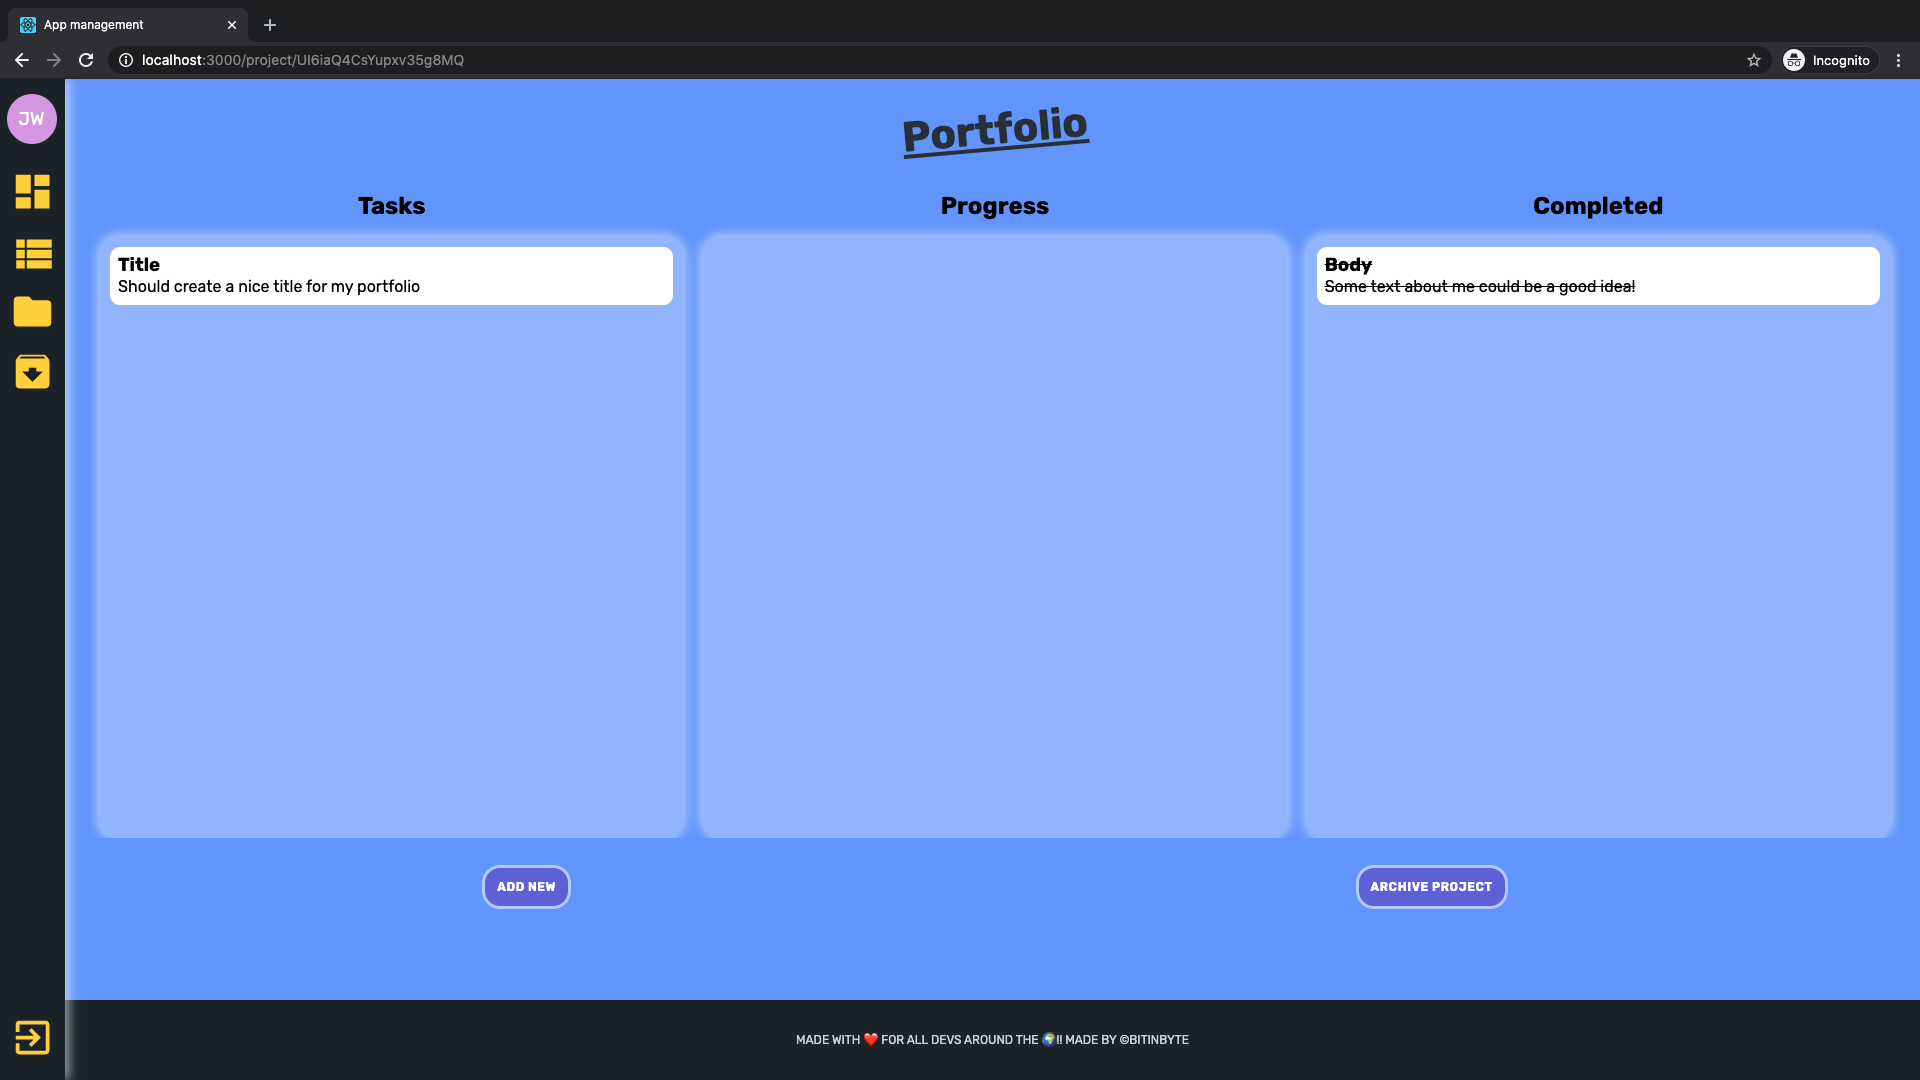 App management
localhost:3000/project/UI6iaQ4CsYupxv35g8MQ
Incognito
JW
Portfolio
Tasks
Progress
Completed
Title
Should create a nice title for my portfolio
Body
Some text about me could be a good idea!
ADD NEW
ARCHIVE PROJECT
MADE WITH ❤️ FOR ALL DEVS AROUND THE 🌍!! MADE BY ©BITINBYTE